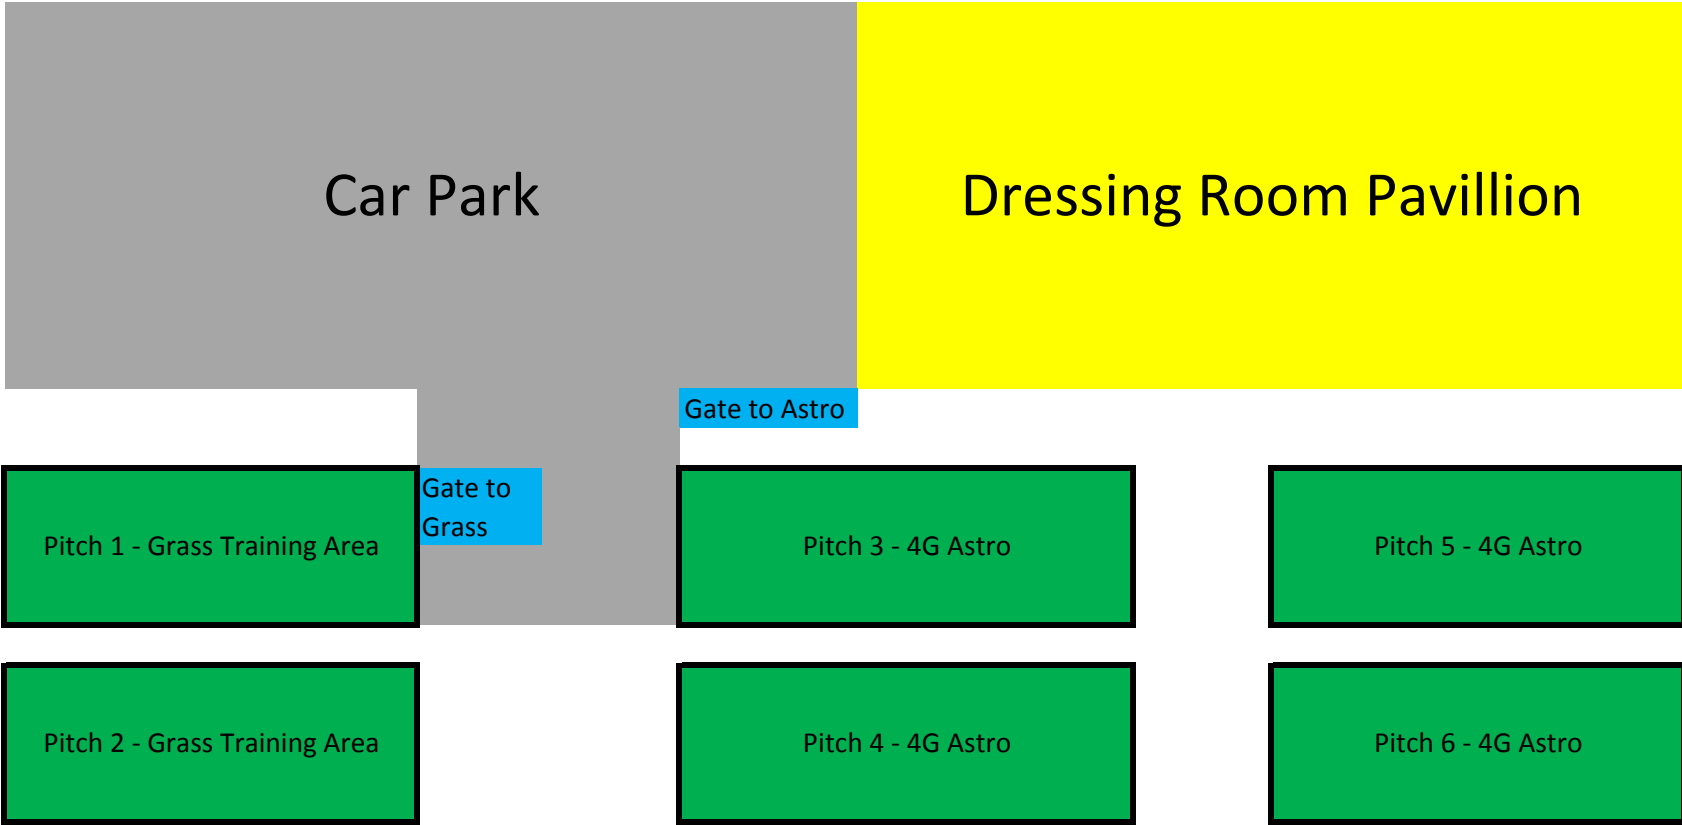 Car Park
Dressing Room Pavillion
Gate to Astro
Gate to
Grass
Pitch 1 - Grass Training Area
Pitch 3 - 4G Astro
Pitch 5 - 4G Astro
Pitch 2 - Grass Training Area
Pitch 4 - 4G Astro
Pitch 6 - 4G Astro